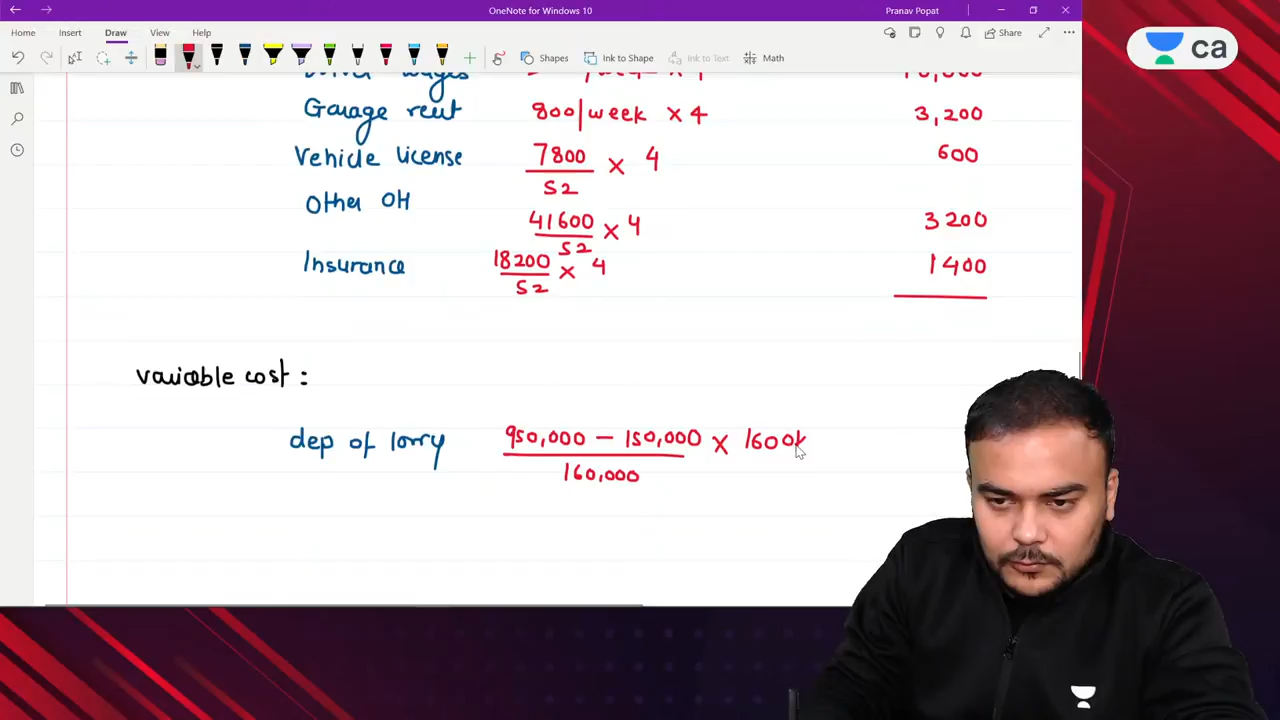 OneNote for Windows 10
Pranav Popat
Home Insert Draw View Help
Share
Shapes
Ink to Shape
Ink to Text
Math
ca
Garage rent 800/week × 4 3,200
Vehicle License 7800/52 × 4 600
Other OH 41600/52 × 4 3200
Insurance 18200/52 × 4 1400
variable cost :
dep of lorry 950,000 – 150,000 × 1600k
160,000